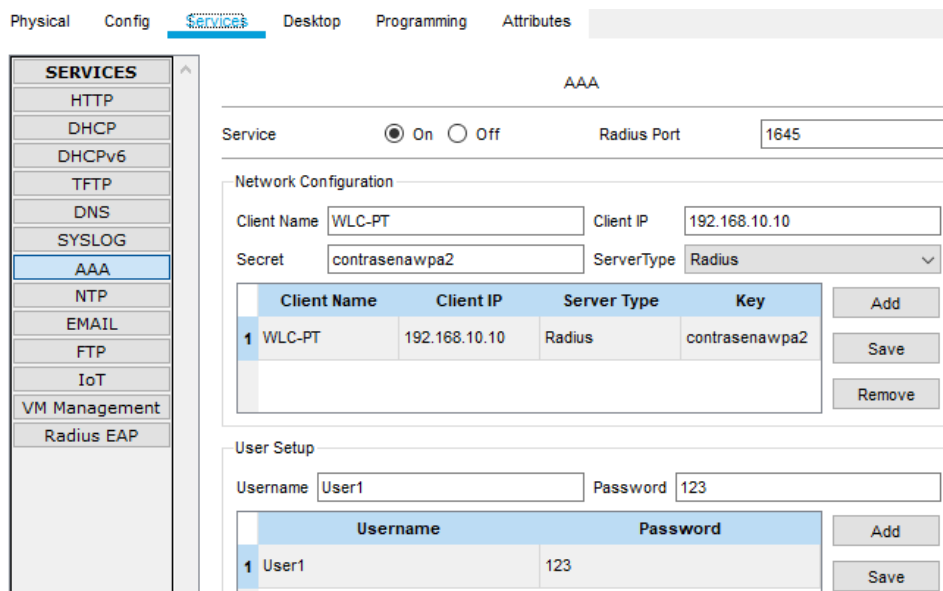 Physical Config Services Desktop Programming Attributes
SERVICES
HTTP
DHCP
DHCPv6
TFTP
DNS
SYSLOG
AAA
NTP
EMAIL
FTP
IoT
VM Management
Radius EAP
AAA
Service On Off Radius Port 1645
Network Configuration
Client Name WLC-PT Client IP 192.168.10.10
Secret contrasenawpa2 ServerType Radius
Client Name Client IP Server Type Key Add
1 WLC-PT 192.168.10.10 Radius contrasenawpa2
Save
Remove
User Setup
Username User1 Password 123
Username Password Add
1 User1 123
Save